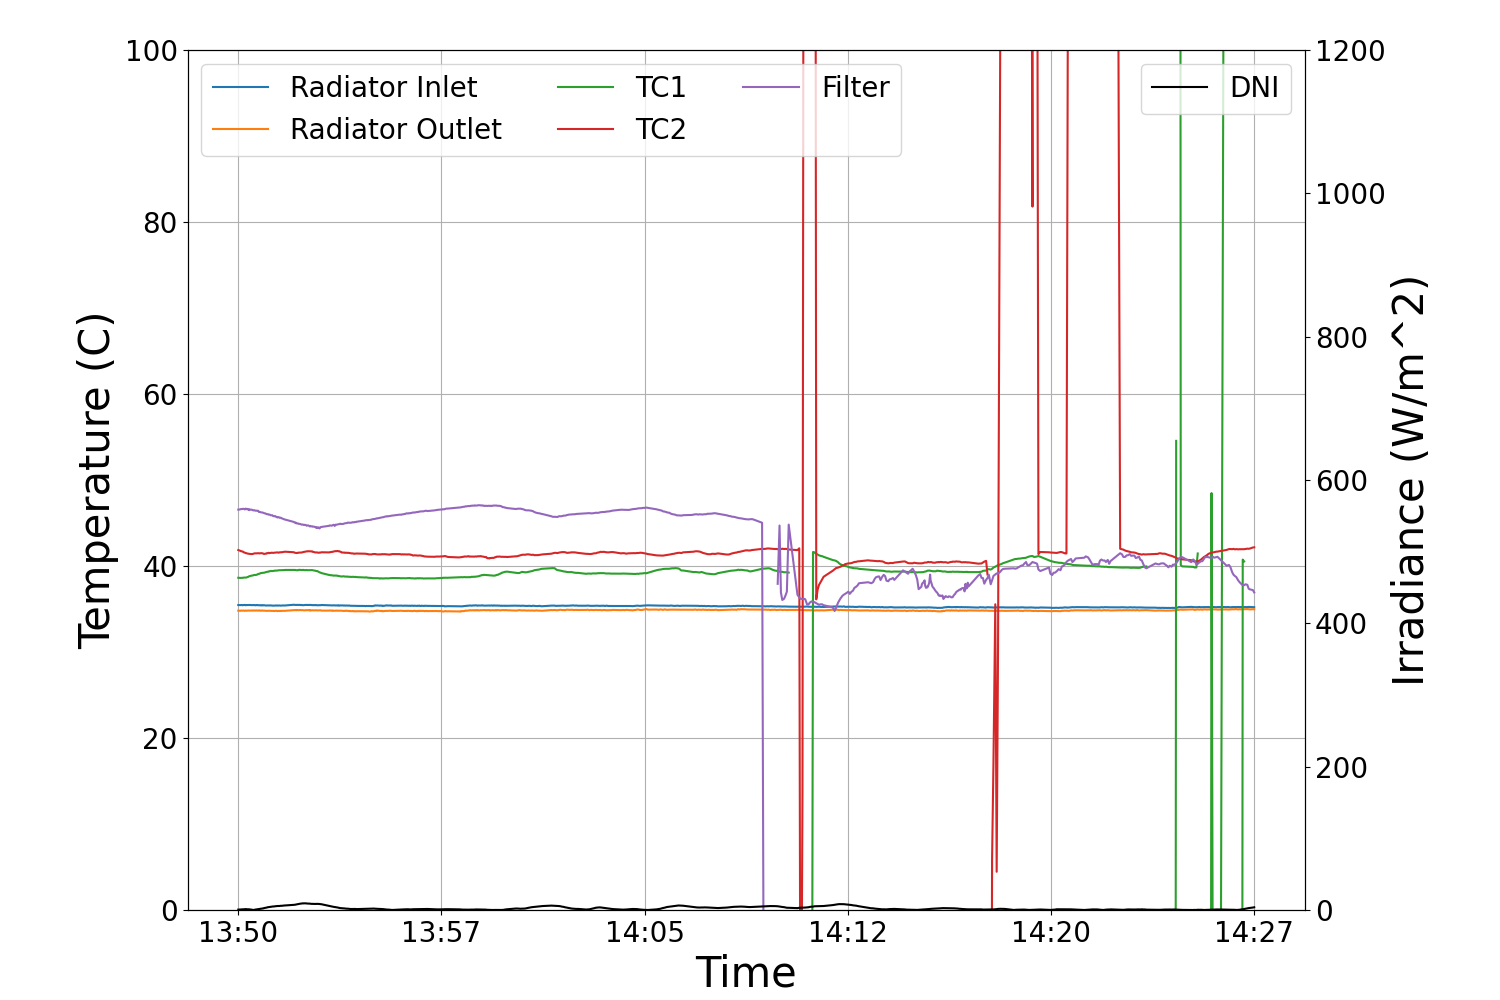 Radiator Inlet
Radiator Outlet
TC1
TC2
Filter
DNI
Temperature (C)
100
80
60
40
20
0
1200
1000
800
600
400
200
0
Irradiance (W/m^2)
13:50 13:57 14:05 14:12 14:20 14:27
Time